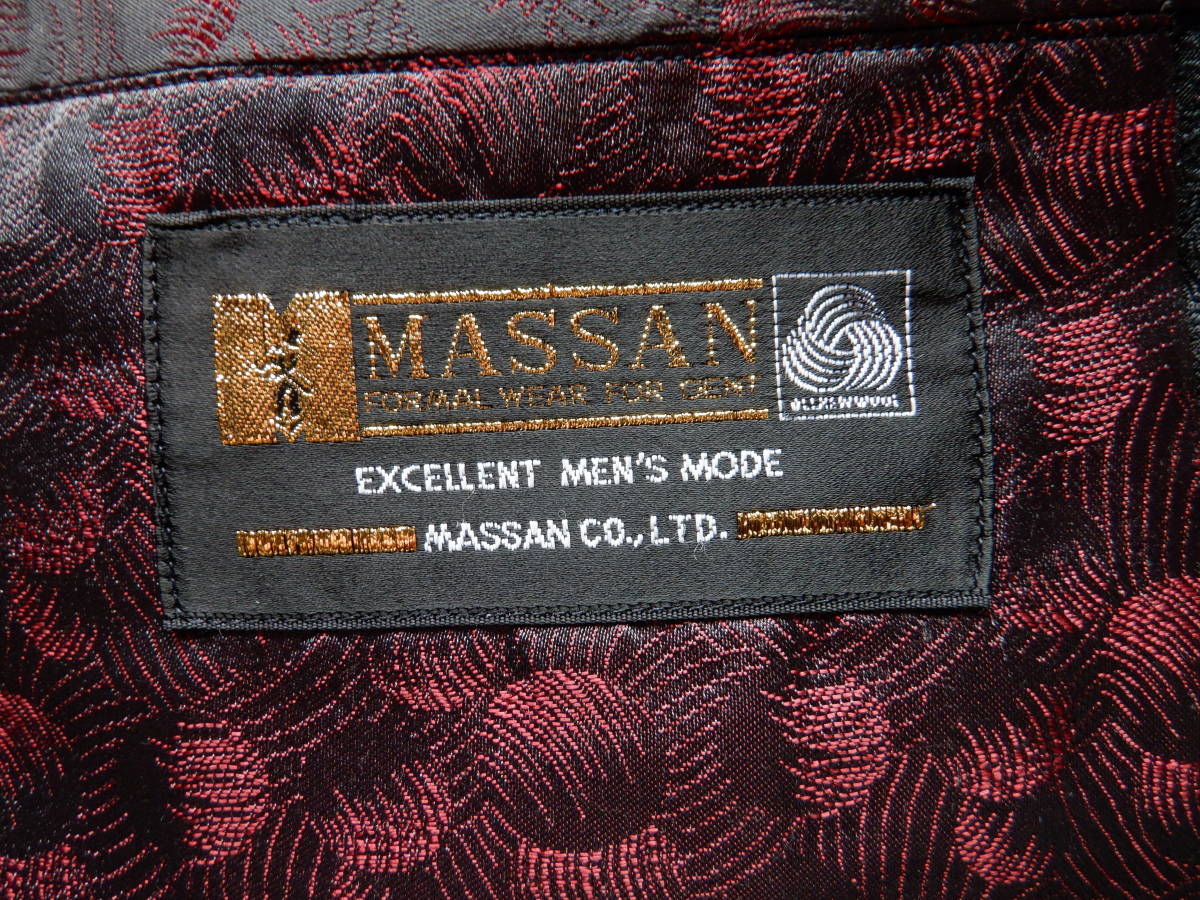 MASSAN
FORMAL WEAR FOR GENT
EXCELLENT MEN'S MODE
MASSAN CO., LTD.